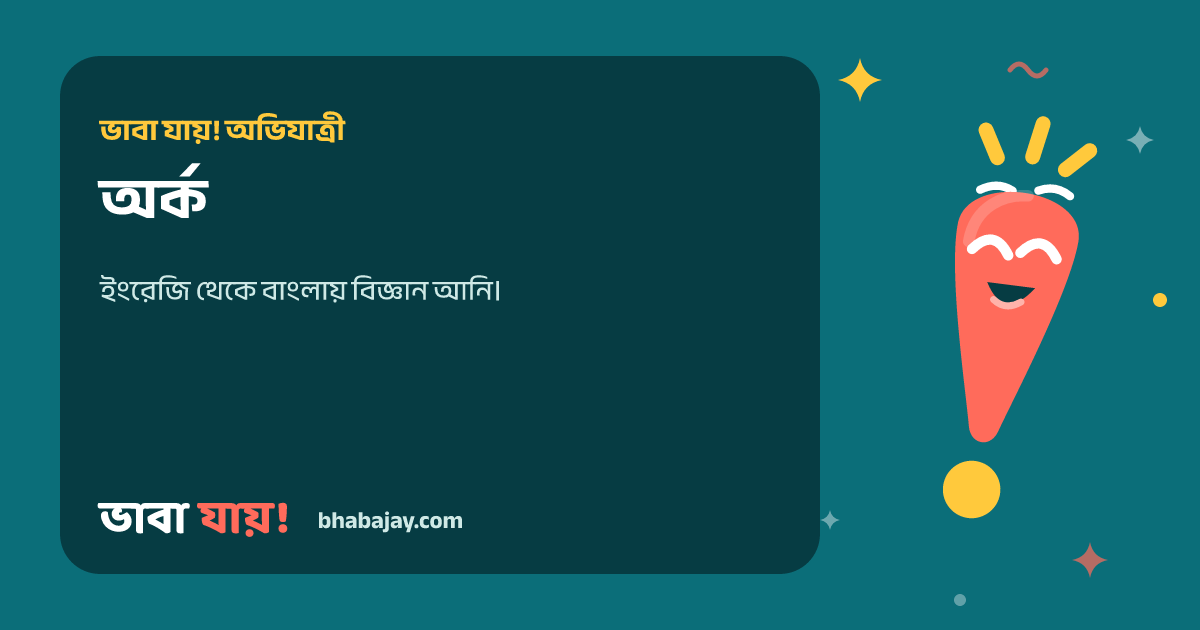 ভাবা যায়! অভিযাত্রী
অর্ক
ইংরেজি থেকে বাংলায় বিজ্ঞান আনি।
ভাবা যায়! bhabajay.com